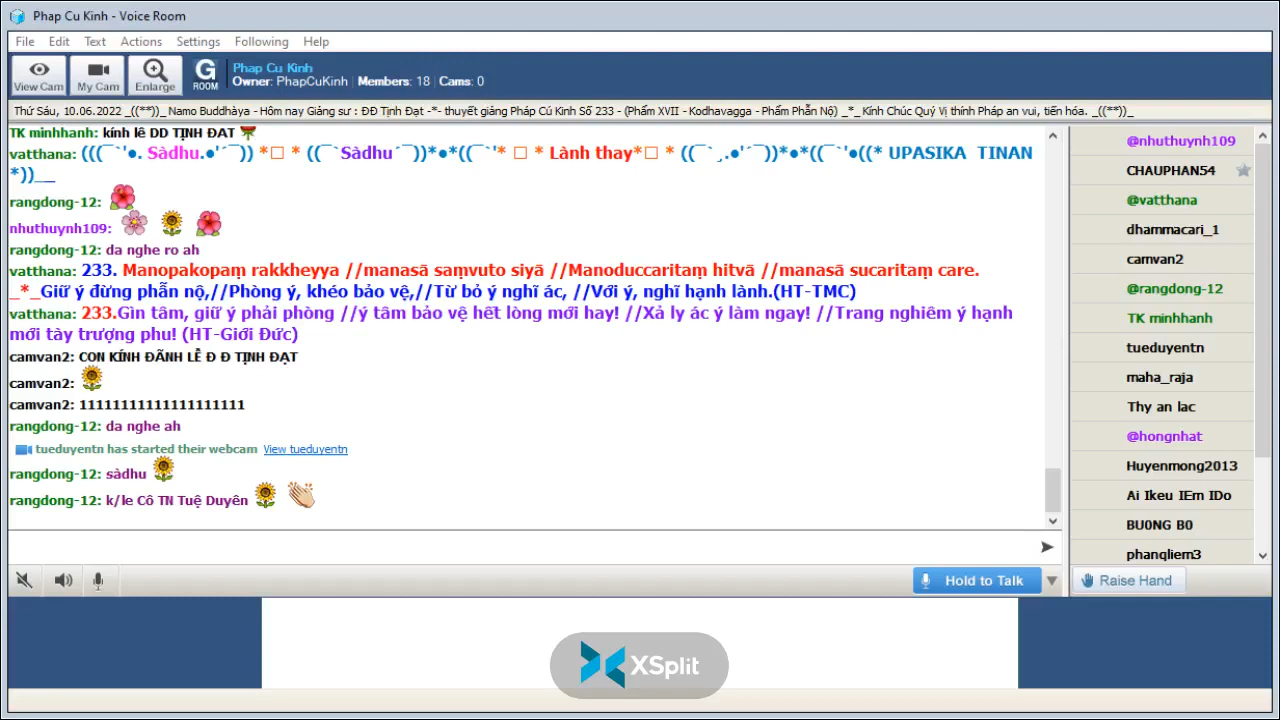 Phap Cu Kinh - Voice Room
File Edit Text Actions Settings Following Help
View Cam My Cam Enlarge G ROOM
Phap Cu Kinh
Owner: PhapCuKinh Members: 18 Cams: 0
Thứ Sáu, 10.06.2022 _((**))_ Namo Buddhàya - Hôm nay Giảng sư : ĐĐ Tịnh Đạt -*- thuyết giảng Pháp Cú Kinh Số 233 - (Phẩm XVII - Kodhavagga - Phẩm Phẫn Nộ) _*_ Kính Chúc Quý Vị thính Pháp an vui, tiến hóa. _((**))_
TK minhhanh: kính lê DD TỊNH ĐAT
vatthana: (((¯`'•. Sàdhu.•'´¯)) *□ * ((¯`Sàdhu´¯))*•*((¯`'* □ * Lành thay*□ * ((¯`¸.•'´¯))*•*((¯`'•((* UPASIKA TINAN
*))__
rangdong-12:
nhuthuynh109:
rangdong-12: da nghe ro ah
vatthana: 233. Manopakopaṃ rakkheyya //manasā saṃvuto siyā //Manoduccaritaṃ hitvā //manasā sucaritaṃ care.
_*_Giữ ý đừng phẫn nộ,//Phòng ý, khéo bảo vệ,//Từ bỏ ý nghĩ ác, //Với ý, nghĩ hạnh lành.(HT-TMC)
vatthana: 233.Gìn tâm, giữ ý phải phòng //ý tâm bảo vệ hết lòng mới hay! //Xả ly ác ý làm ngay! //Trang nghiêm ý hạnh
mới tày trượng phu! (HT-Giới Đức)
camvan2: CON KÍNH ĐÃNH LỄ Đ Đ TỊNH ĐẠT
camvan2:
camvan2: 11111111111111111111
rangdong-12: da nghe ah
tueduyentn has started their webcam View tueduyentn
rangdong-12: sàdhu
rangdong-12: k/le Cô TN Tuệ Duyên
@nhuthuynh109
CHAUPHAN54
@vatthana
dhammacari_1
camvan2
@rangdong-12
TK minhhanh
tueduyentn
maha_raja
Thy an lac
@hongnhat
Huyenmong2013
Ai Ikeu IEm IDo
BU0NG B0
phangliem3
Hold to Talk
Raise Hand
XSplit